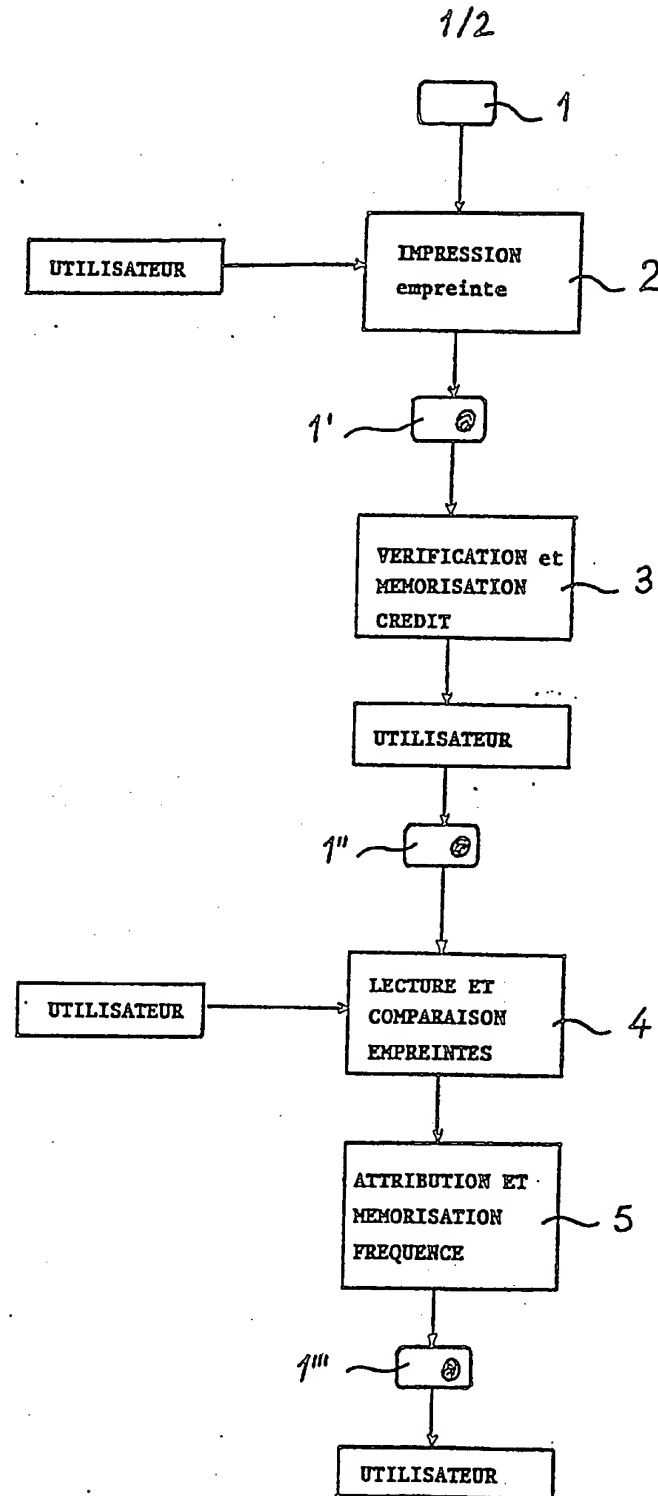 1/2
1
UTILISATEUR
IMPRESSION
empreinte
2
1'
VERIFICATION et
MEMORISATION
CREDIT
3
UTILISATEUR
1"
UTILISATEUR
LECTURE ET
COMPARAISON
EMPREINTES
4
ATTRIBUTION ET
MEMORISATION
FREQUENCE
5
1'''
UTILISATEUR